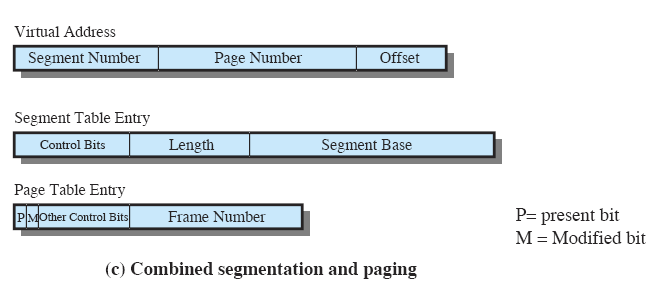 Virtual Address
Segment Number Page Number Offset
Segment Table Entry
Control Bits Length Segment Base
Page Table Entry
P M Other Control Bits Frame Number
P= present bit
M = Modified bit
(c) Combined segmentation and paging